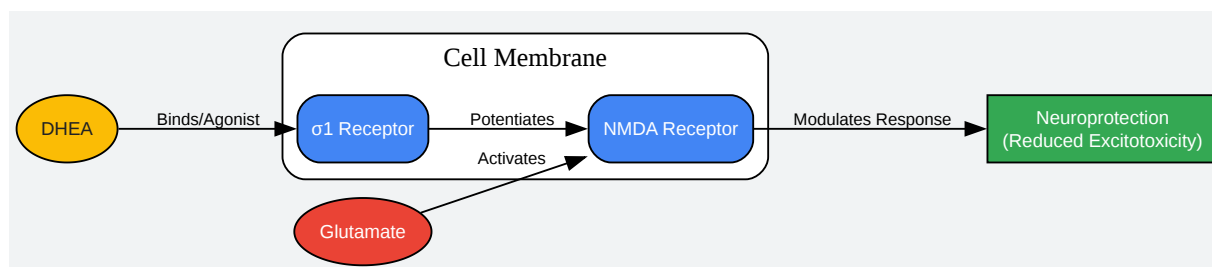 Cell Membrane
DHEA
Binds/Agonist
σ1 Receptor
Potentiates
NMDA Receptor
Modulates Response
Neuroprotection
(Reduced Excitotoxicity)
Activates
Glutamate